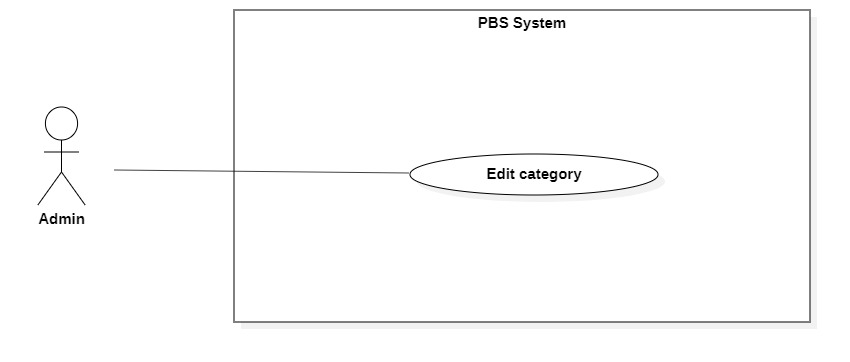 PBS System
Edit category
Admin